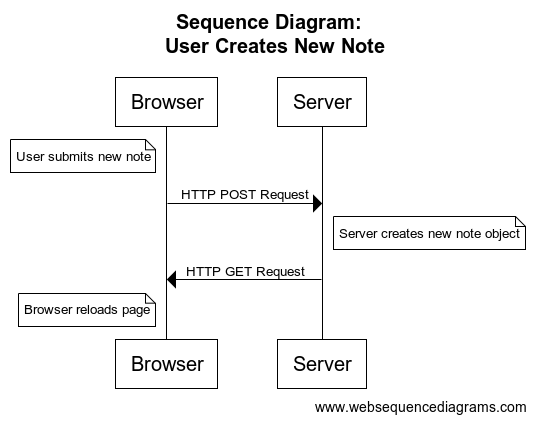 Sequence Diagram:
User Creates New Note
Browser
Server
User submits new note
HTTP POST Request
Server creates new note object
HTTP GET Request
Browser reloads page
Browser
Server
www.websequencediagrams.com